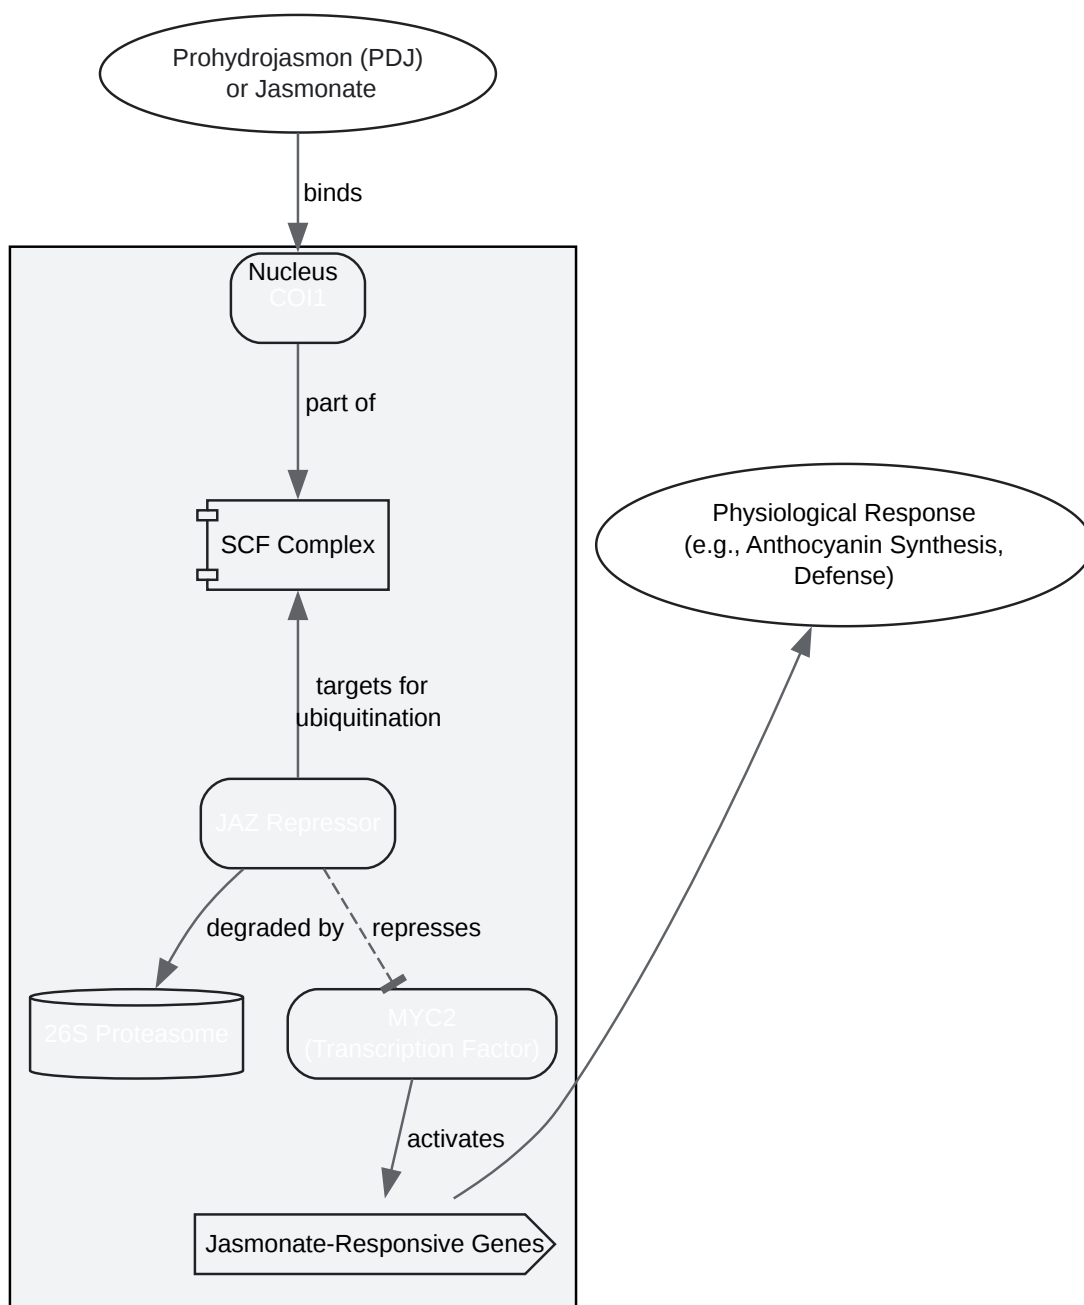 Prohydrojasmon (PDJ)
or Jasmonate
binds
Nucleus
COI1
part of
SCF Complex
Physiological Response
(e.g., Anthocyanin Synthesis,
Defense)
targets for
ubiquitination
JAZ Repressor
degraded by
represses
26S Proteasome
MYC2
(Transcription Factor)
activates
Jasmonate-Responsive Genes